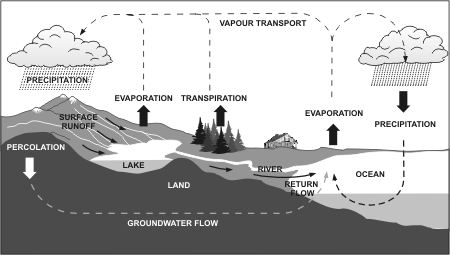 VAPOUR TRANSPORT
PRECIPITATION
EVAPORATION
TRANSPIRATION
EVAPORATION
PRECIPITATION
SURFACE
RUNOFF
PERCOLATION
LAKE
RIVER
OCEAN
LAND
RETURN
FLOW
GROUNDWATER FLOW